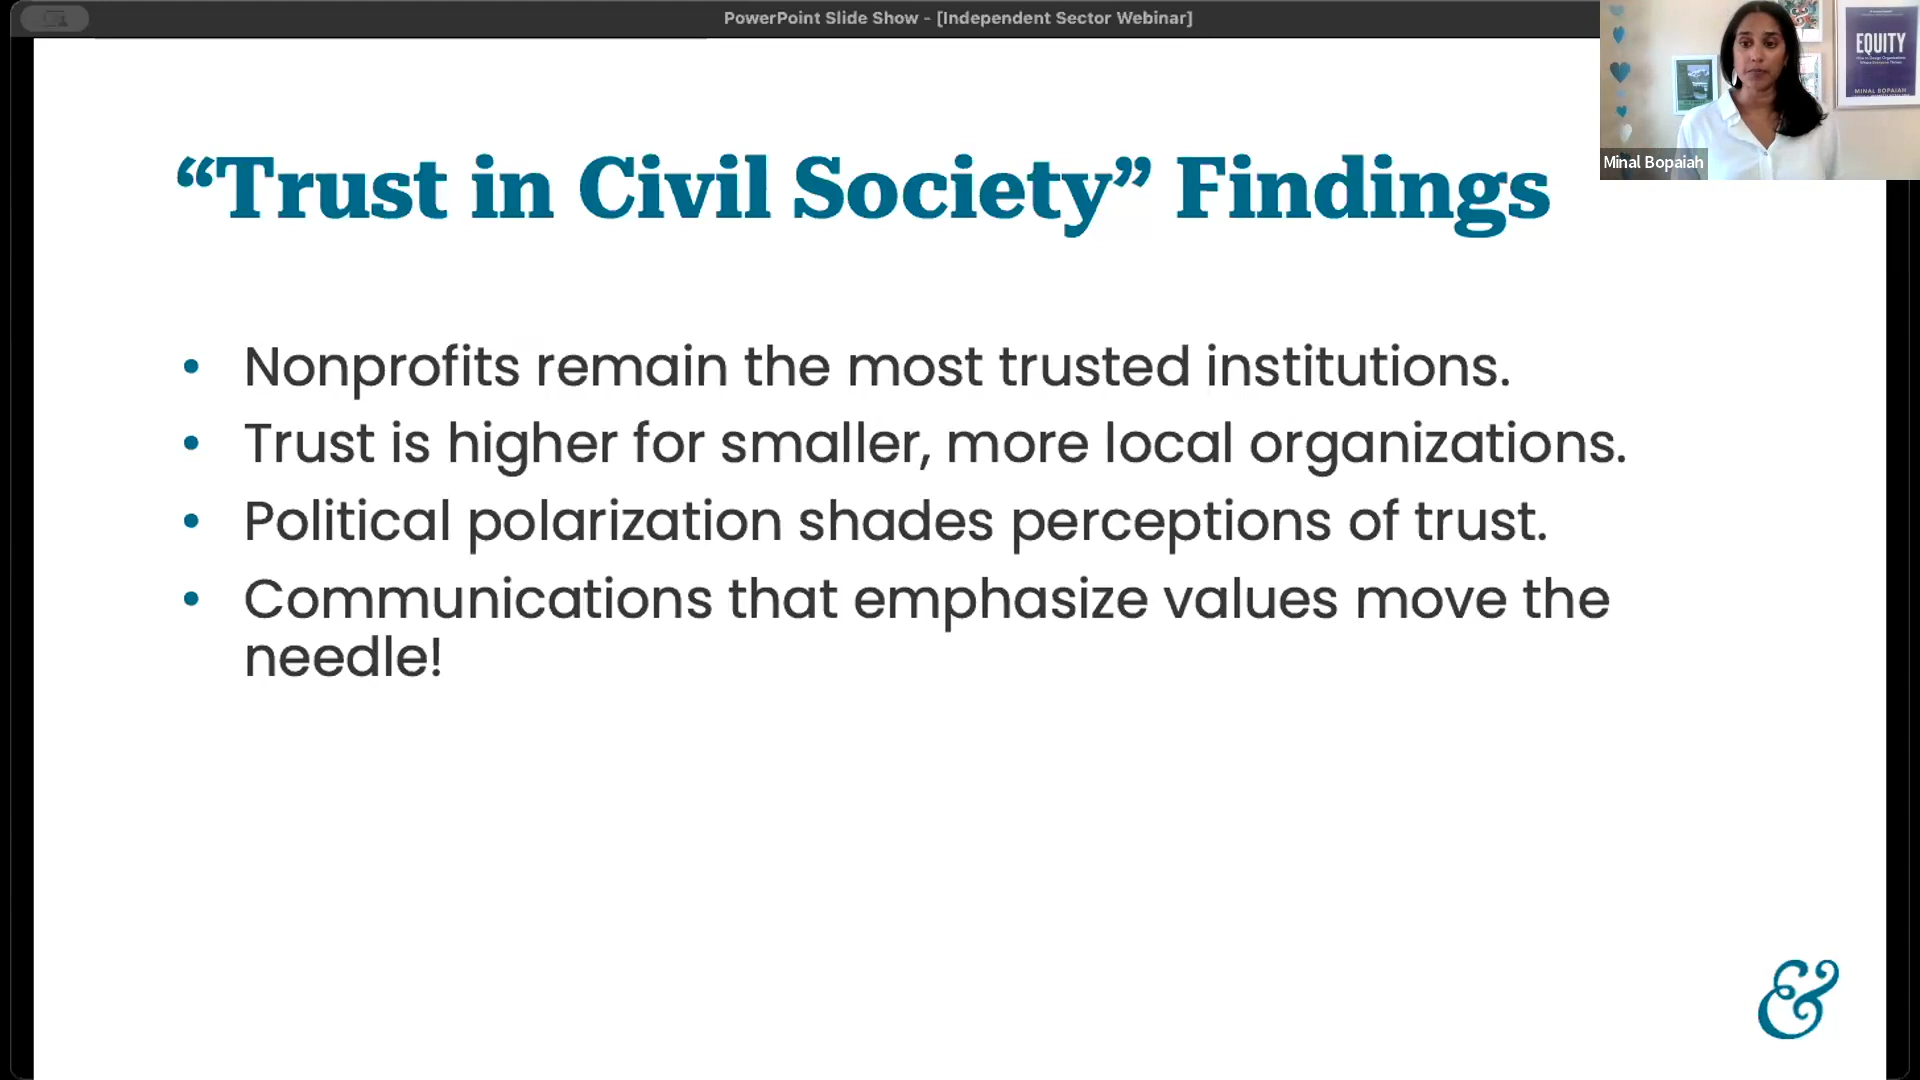 PowerPoint Slide Show - [Independent Sector Webinar]
EQUITY
MINAL BOPAIAH
Minal Bopaiah
“Trust in Civil Society” Findings
• Nonprofits remain the most trusted institutions.
• Trust is higher for smaller, more local organizations.
• Political polarization shades perceptions of trust.
• Communications that emphasize values move the
needle!
&